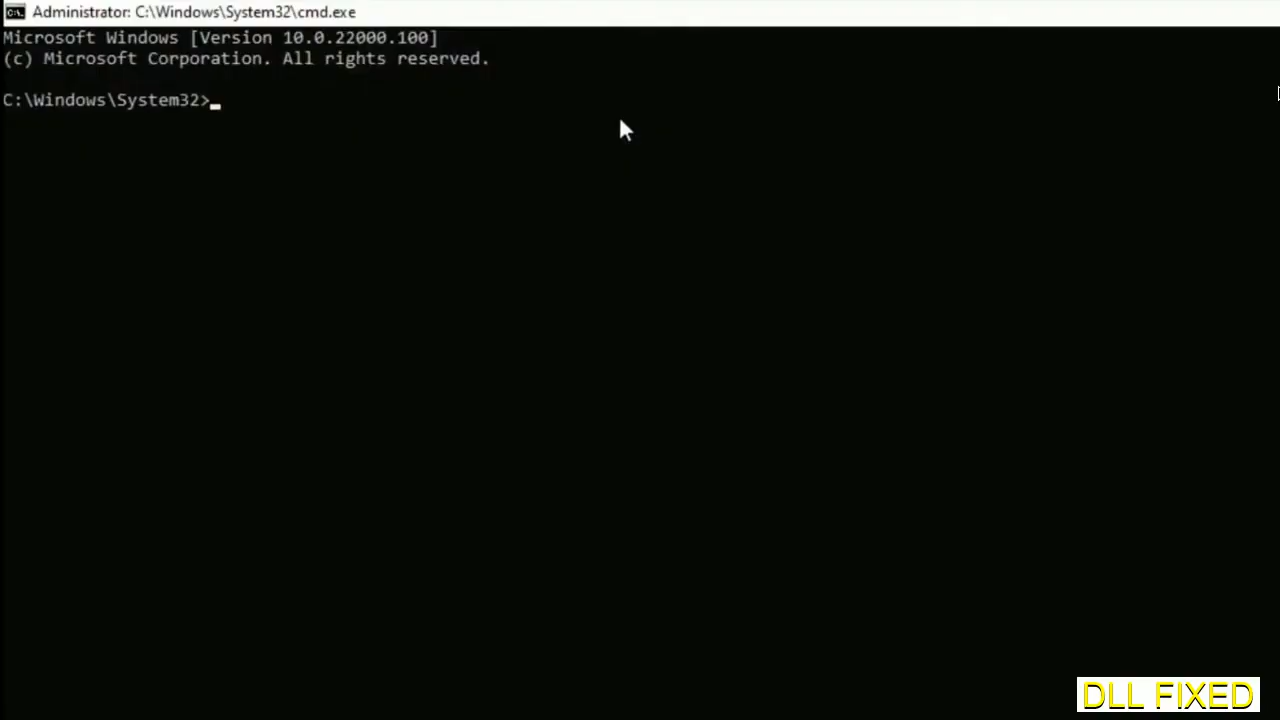 Administrator: C:\Windows\System32\cmd.exe
Microsoft Windows [Version 10.0.22000.100]
(c) Microsoft Corporation. All rights reserved.
C:\Windows\System32>
DLL FIXED